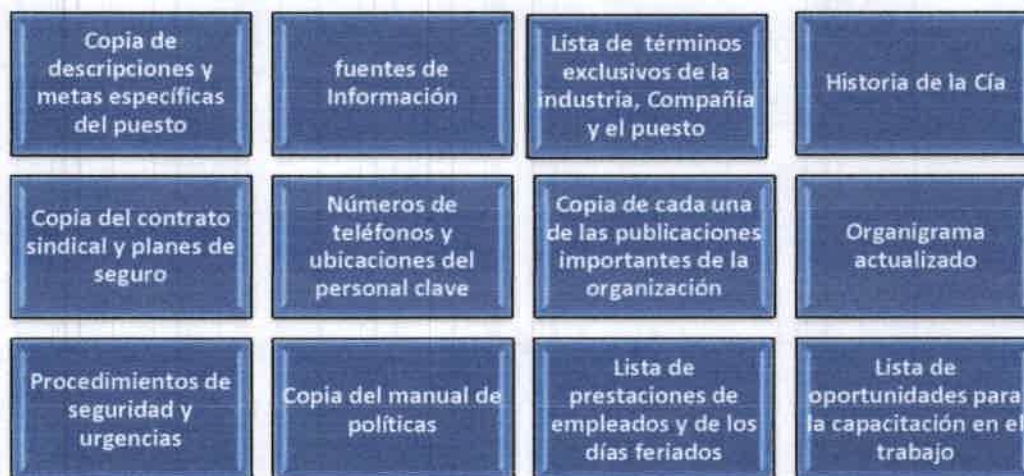 Copia de
descripciones y
metas específicas
del puesto
fuentes de
Información
Lista de términos
exclusivos de la
industria, Compañía
y el puesto
Historia de la Cía
Copia del contrato
sindical y planes de
seguro
Números de
teléfonos y
ubicaciones del
personal clave
Copia de cada una
de las publicaciones
importantes de la
organización
Organigrama
actualizado
Procedimientos de
seguridad y
urgencias
Copia del manual de
políticas
Lista de
prestaciones de
empleados y de los
días feriados
Lista de
oportunidades para
la capacitación en el
trabajo